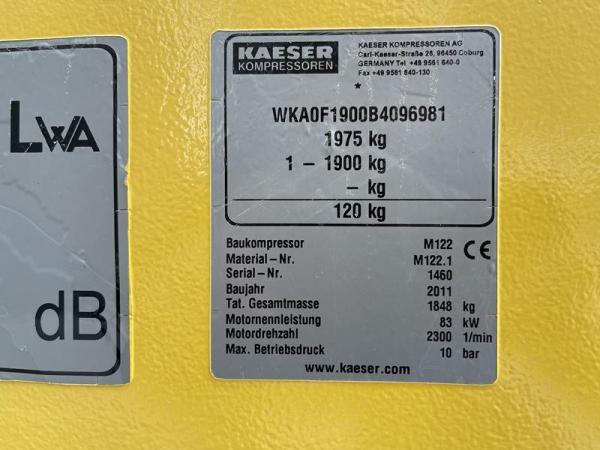 LWA
dB
KAESER
KOMPRESSOREN
KAESER KOMPRESSOREN AG
Carl-Kaeser-Straße 26, 96450 Coburg
GERMANY Tel +49 9561 640-0
Fax +49 9561 640-130
*
WKA0F1900B4096981
1975 kg
1 – 1900 kg
– kg
120 kg
Baukompressor M122 CE
Material – Nr. M122.1
Serial – Nr. 1460
Baujahr 2011
Tat. Gesamtmasse 1848 kg
Motornennleistung 83 kW
Motordrehzahl 2300 1/min
Max. Betriebsdruck 10 bar
www.kaeser.com